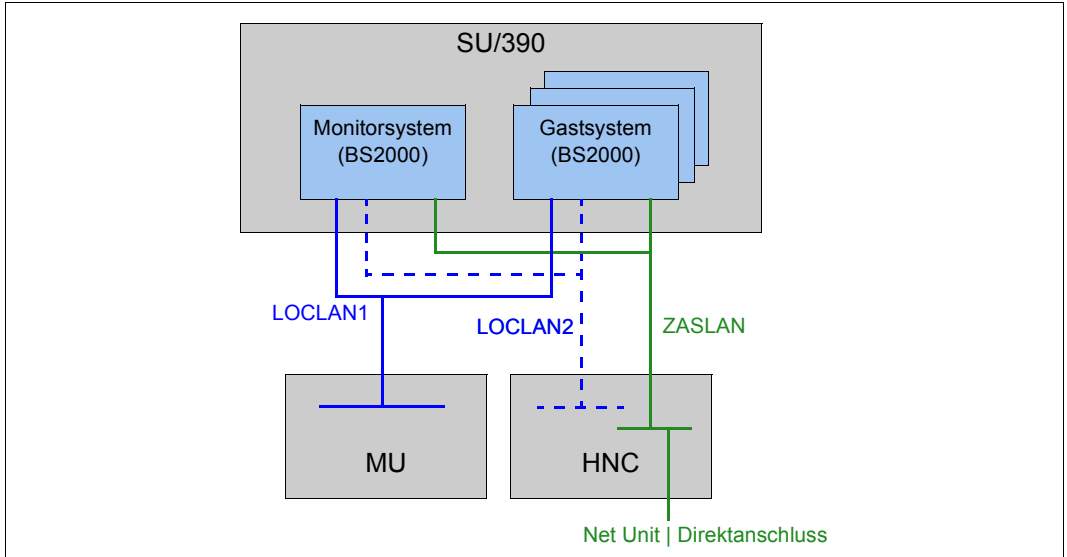 SU/390
Monitorsystem
(BS2000)
Gastsystem
(BS2000)
LOCLAN1
LOCLAN2
ZASLAN
MU
HNC
Net Unit | Direktanschluss